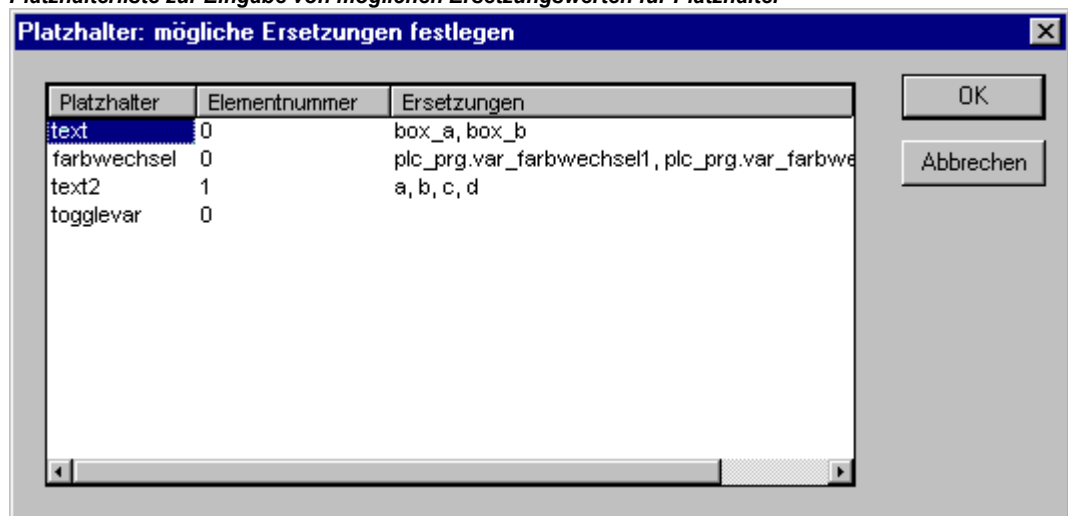 Platzhalterliste zur Eingabe von möglichen Ersetzungswerten für Platzhalter
Platzhalter: mögliche Ersetzungen festlegen
Platzhalter Elementnummer Ersetzungen OK
text 0 box_a, box_b
farbwechsel 0 plc_prg.var_farbwechsel1, plc_prg.var_farbwe Abbrechen
text2 1 a, b, c, d
togglevar 0